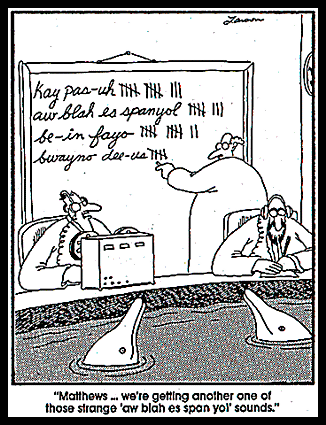 Larson
Kay pas-uh
aw blah es spanyol
be-in fayo
bwayno dee-us
"Matthews ... we're getting another one of
those strange 'aw blah es span yol' sounds."